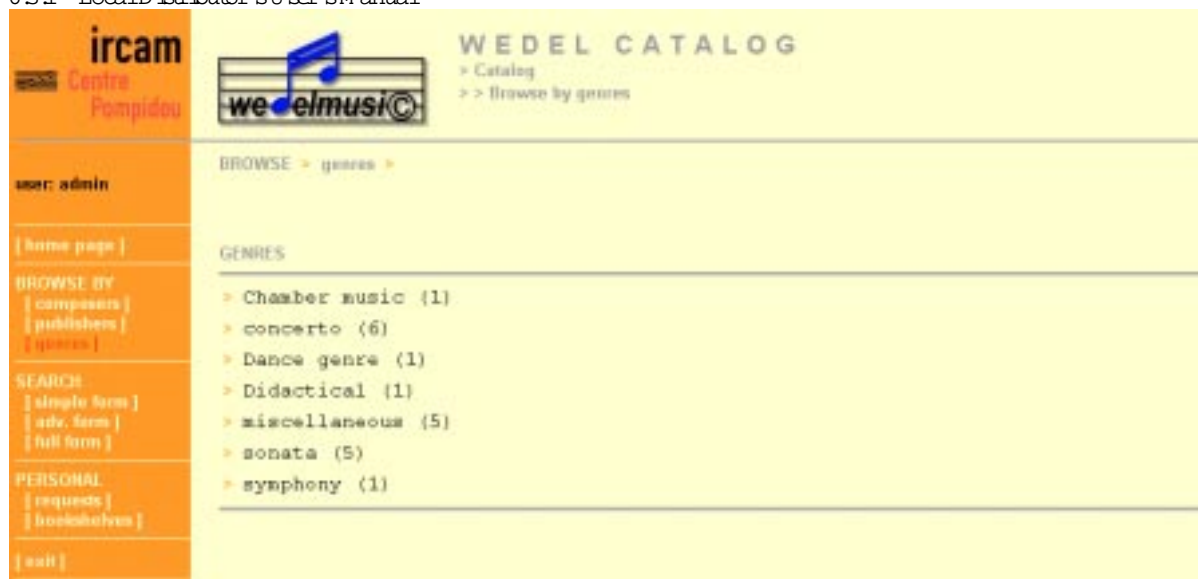 ircam
Centre
Pompidou
we elmusi©
WEDEL CATALOG
> Catalog
> > Browse by genres
user: admin
[ home page ]
BROWSE BY
[ composers ]
[ publishers ]
[ genres ]
SEARCH
[ simple form ]
[ adv. form ]
[ full form ]
PERSONAL
[ requests ]
[ bookshelves ]
[ exit ]
BROWSE > genres >
GENRES
> Chamber music (1)
> concerto (6)
> Dance genre (1)
> Didactical (1)
> miscellaneous (5)
> sonata (5)
> symphony (1)